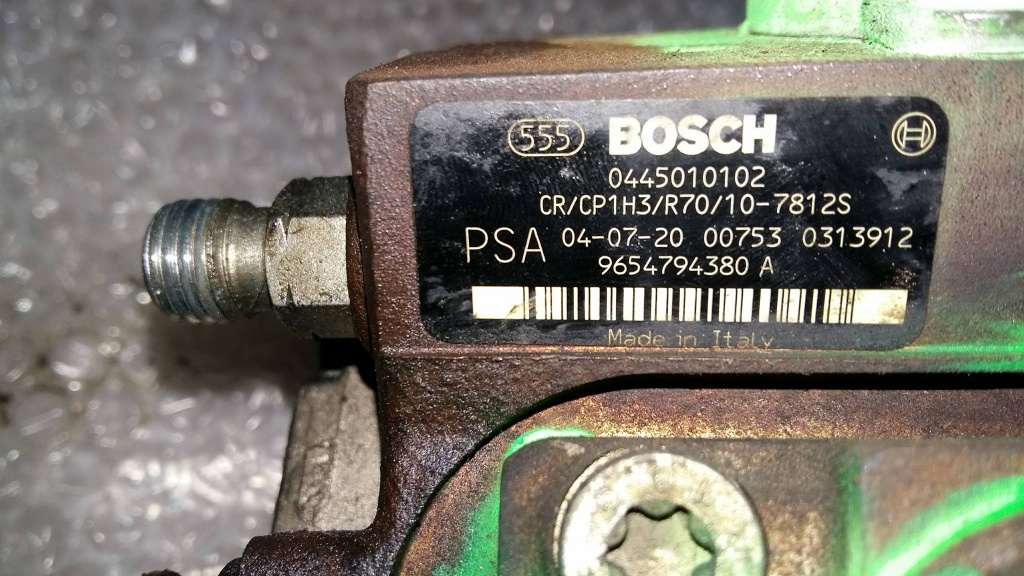 555 BOSCH
0445010102
CR/CP1H3/R70/10-7812S
PSA 04-07-20 00753 0313912
9654794380 A
Made in Italy